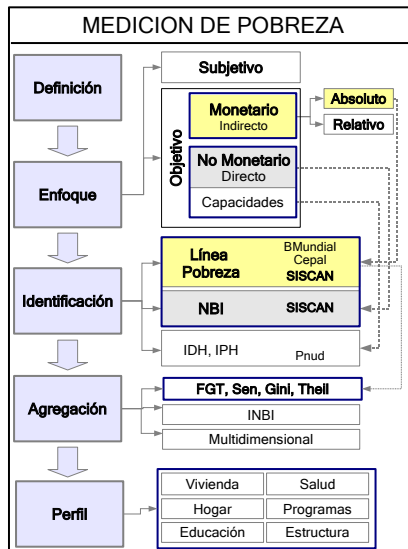 MEDICION DE POBREZA
Definición
Subjetivo
Objetivo
Monetario
Indirecto
Absoluto
Relativo
Enfoque
No Monetario
Directo
Capacidades
Identificación
Línea
Pobreza
BMundial
Cepal
SISCAN
NBI
SISCAN
IDH, IPH
Pnud
Agregación
FGT, Sen, Gini, Theil
INBI
Multidimensional
Perfil
Vivienda
Salud
Hogar
Programas
Educación
Estructura